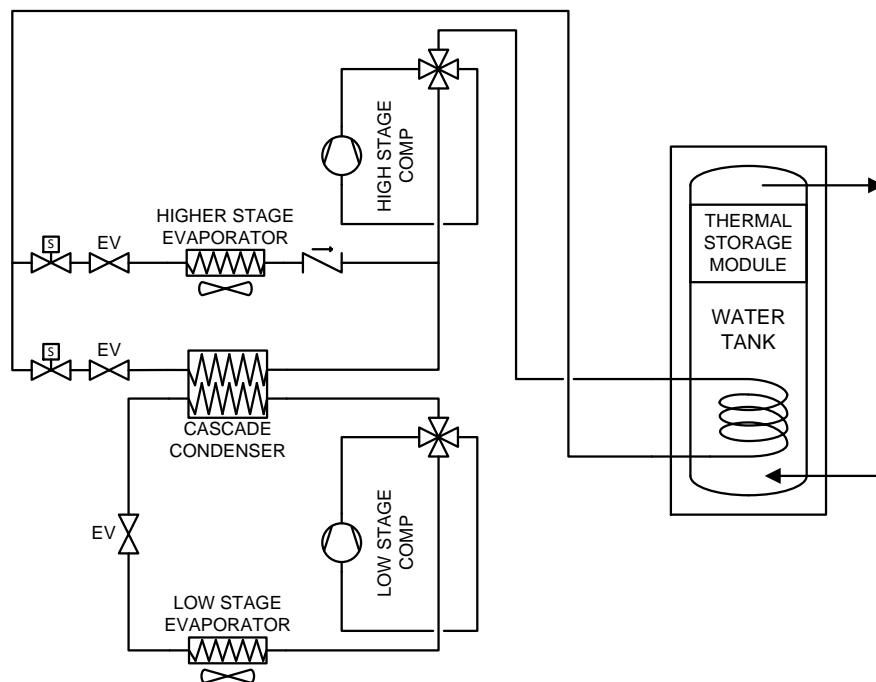 HIGH STAGE
COMP
HIGHER STAGE
EVAPORATOR
S
EV
THERMAL
STORAGE
MODULE
WATER
TANK
S
EV
CASCADE
CONDENSER
EV
LOW STAGE
COMP
LOW STAGE
EVAPORATOR